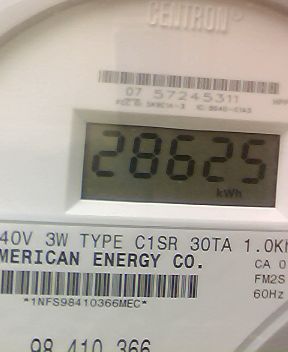 CENTRON®
07 57245311
28625
kWh
40V 3W TYPE C1SR 30TA 1.0Kh
MERICAN ENERGY CO.
CA 0
FM2S
60Hz
*1NFS98410366MEC*
98 410 366